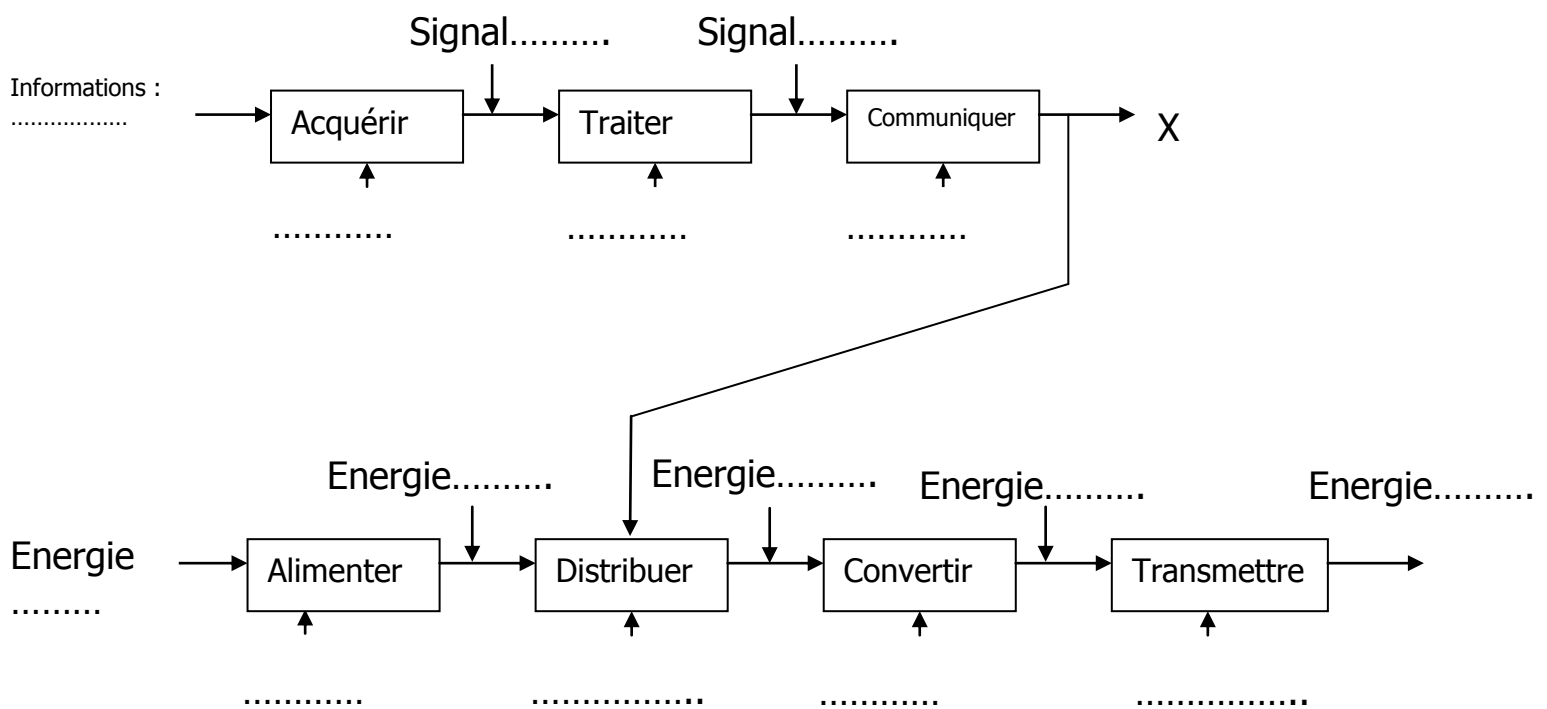 Signal.......... Signal..........
Informations :
..................
Acquérir Traiter Communiquer X
............ ............ ............
Energie.......... Energie.......... Energie.......... Energie..........
Energie
.........
Alimenter Distribuer Convertir Transmettre
............ ................. ............ .................